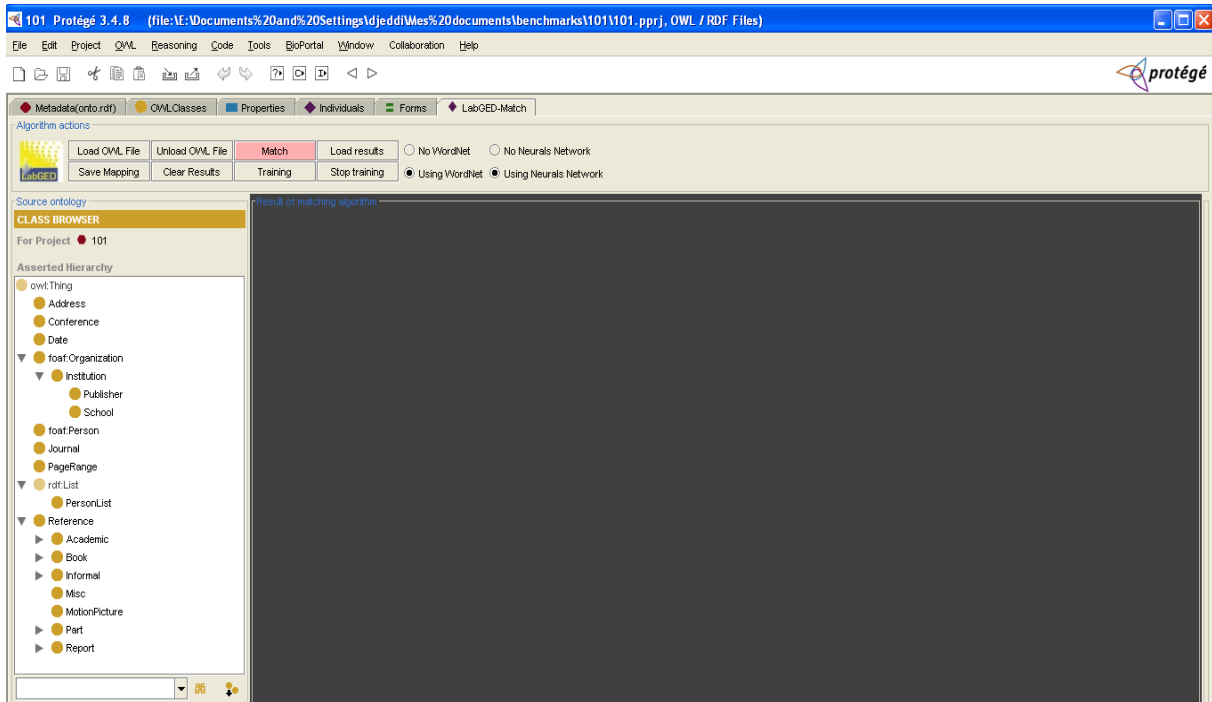 101 Protégé 3.4.8 (file:\E:\Documents%20and%20Settings\djeddi\Mes%20documents\benchmarks\101\101.pprj, OWL / RDF Files)
File Edit Project OWL Reasoning Code Tools BioPortal Window Collaboration Help
protégé
Metadata(onto.rdf) OWLClasses Properties Individuals Forms LabGED-Match
Algorithm actions
Load OWL File Unload OWL File Match Load results No WordNet No Neurals Network
LabGED Save Mapping Clear Results Training Stop training Using WordNet Using Neurals Network
Source ontology Result of matching algorithm
CLASS BROWSER
For Project 101
Asserted Hierarchy
owl:Thing
Address
Conference
Date
foaf:Organization
Institution
Publisher
School
foaf:Person
Journal
PageRange
rdf:List
PersonList
Reference
Academic
Book
Informal
Misc
MotionPicture
Part
Report